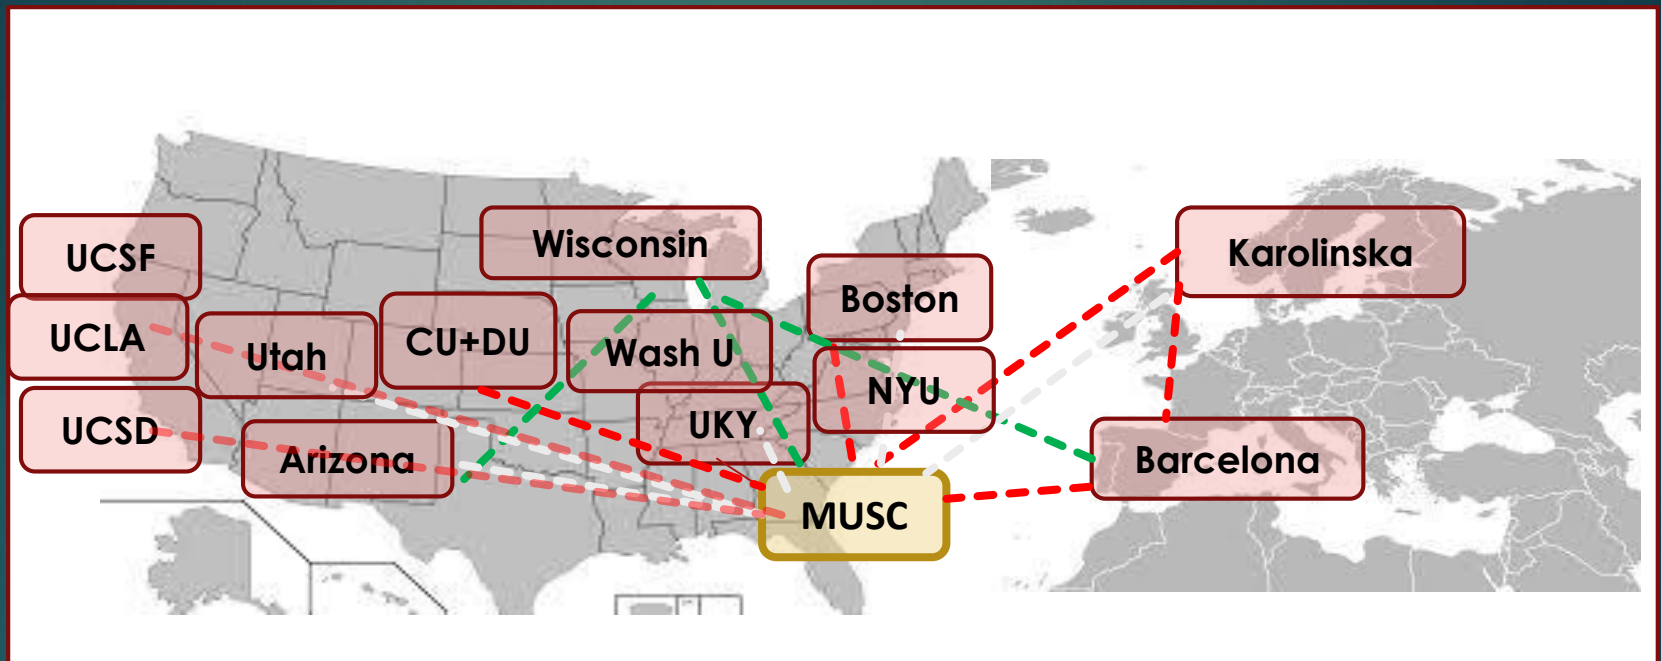 UCSF
Wisconsin
Karolinska
UCLA
Utah
CU+DU
Wash U
Boston
UCSD
Arizona
UKY
NYU
Barcelona
MUSC